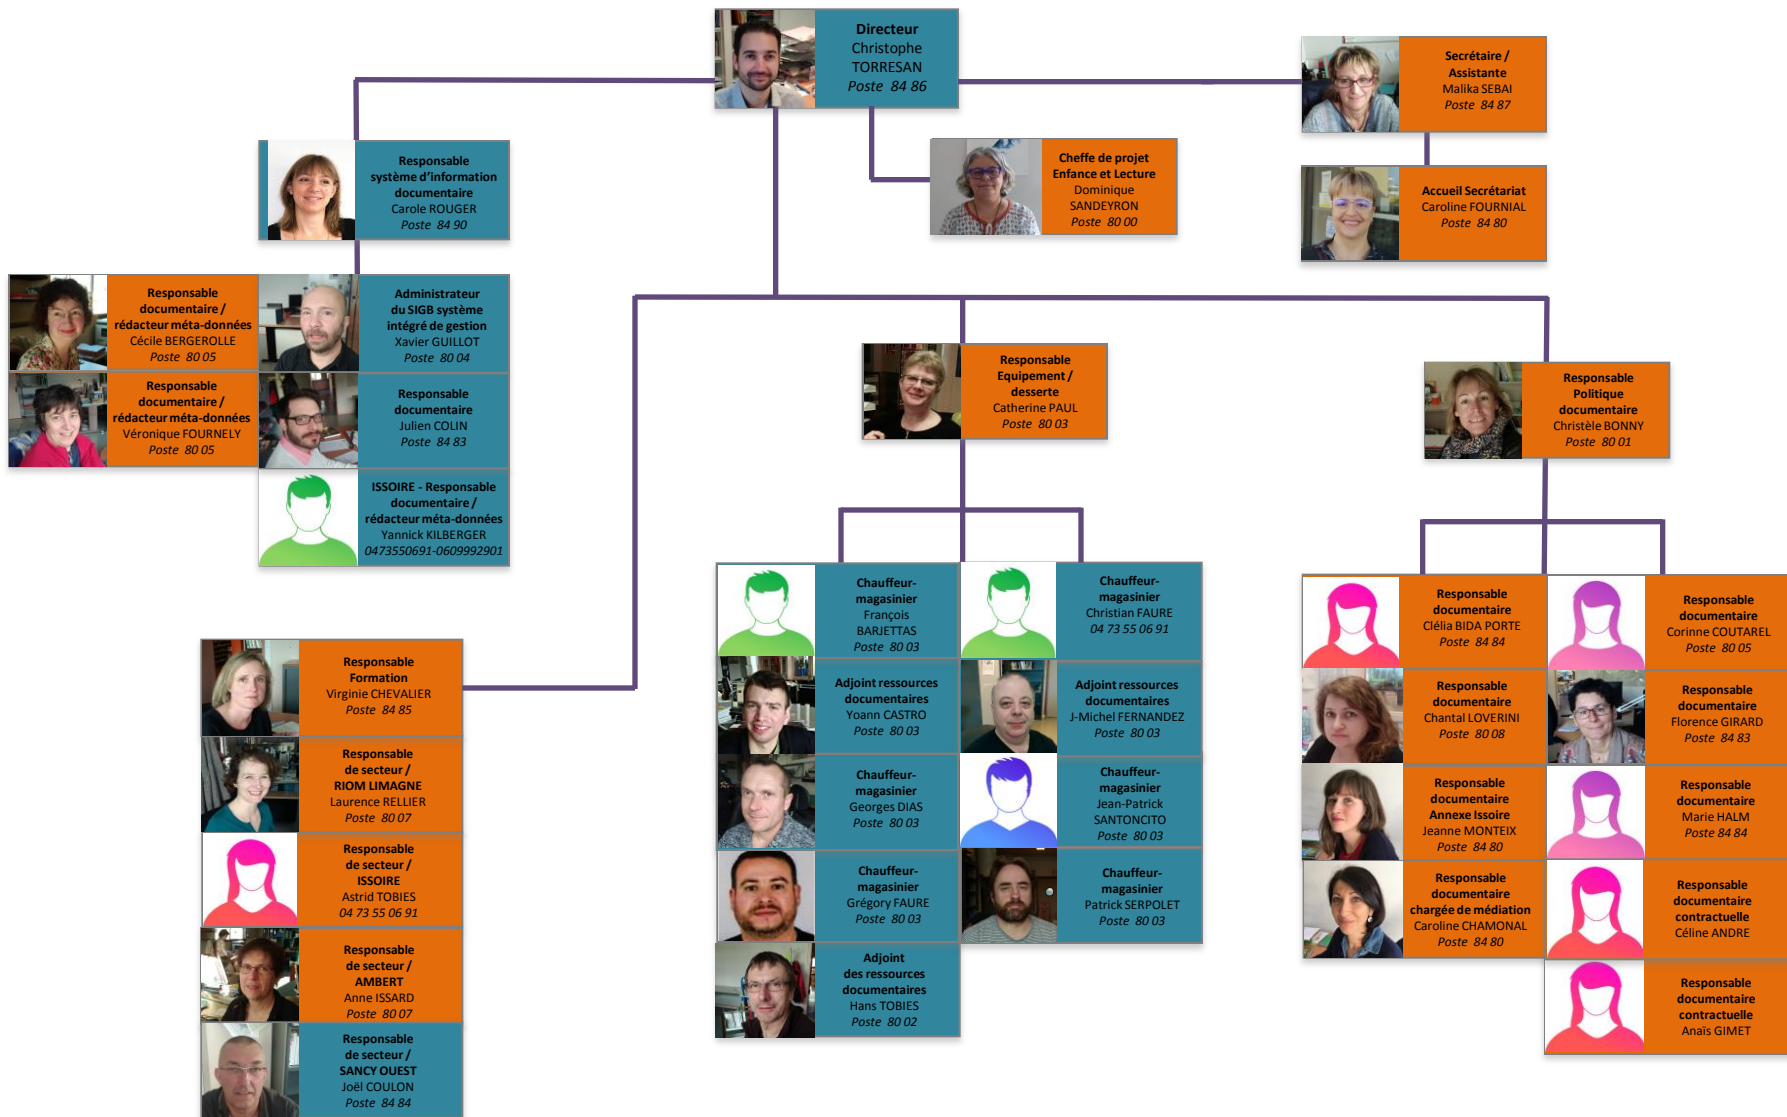 Directeur
Christophe
TORRESAN
Poste 84 86
Secrétaire /
Assistante
Malika SEBAI
Poste 84 87
Cheffe de projet
Enfance et Lecture
Dominique
SANDEYRON
Poste 80 00
Accueil Secrétariat
Caroline FOURNIAL
Poste 84 80
Responsable
système d'information
documentaire
Carole ROUGER
Poste 84 90
Responsable
documentaire /
rédacteur méta-données
Cécile BERGEROLLE
Poste 80 05
Administrateur
du SIGB système
intégré de gestion
Xavier GUILLOT
Poste 80 04
Responsable
documentaire /
rédacteur méta-données
Véronique FOURNELY
Poste 80 05
Responsable
documentaire
Julien COLIN
Poste 84 83
ISSOIRE - Responsable
documentaire /
rédacteur méta-données
Yannick KILBERGER
0473550691-0609992901
Responsable
Equipement /
desserte
Catherine PAUL
Poste 80 03
Responsable
Politique
documentaire
Christèle BONNY
Poste 80 01
Responsable
Formation
Virginie CHEVALIER
Poste 84 85
Responsable
de secteur /
RIOM LIMAGNE
Laurence RELLIER
Poste 80 07
Responsable
de secteur /
ISSOIRE
Astrid TOBIES
04 73 55 06 91
Responsable
de secteur /
AMBERT
Anne ISSARD
Poste 80 07
Responsable
de secteur /
SANCY OUEST
Joël COULON
Poste 84 84
Chauffeur-
magasinier
François
BARJETTAS
Poste 80 03
Chauffeur-
magasinier
Christian FAURE
04 73 55 06 91
Adjoint ressources
documentaires
Yoann CASTRO
Poste 80 03
Adjoint ressources
documentaires
J-Michel FERNANDEZ
Poste 80 03
Chauffeur-
magasinier
Georges DIAS
Poste 80 03
Chauffeur-
magasinier
Jean-Patrick
SANTONCITO
Poste 80 03
Chauffeur-
magasinier
Grégory FAURE
Poste 80 03
Chauffeur-
magasinier
Patrick SERPOLET
Poste 80 03
Adjoint
des ressources
documentaires
Hans TOBIES
Poste 80 02
Responsable
documentaire
Clélia BIDA PORTE
Poste 84 84
Responsable
documentaire
Corinne COUTAREL
Poste 80 05
Responsable
documentaire
Chantal LOVERINI
Poste 80 08
Responsable
documentaire
Florence GIRARD
Poste 84 83
Responsable
documentaire
Annexe Issoire
Jeanne MONTEIX
Poste 84 80
Responsable
documentaire
Marie HALM
Poste 84 84
Responsable
documentaire
chargée de médiation
Caroline CHAMONAL
Poste 84 80
Responsable
documentaire
contractuelle
Céline ANDRE
Responsable
documentaire
contractuelle
Anaïs GIMET